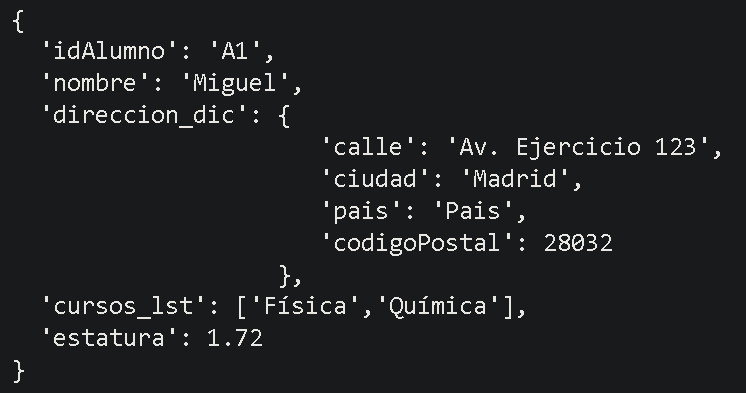 {
  'idAlumno': 'A1',
  'nombre': 'Miguel',
  'direccion_dic': {
                     'calle': 'Av. Ejercicio 123',
                     'ciudad': 'Madrid',
                     'pais': 'Pais',
                     'codigoPostal': 28032
                  },
  'cursos_lst': ['Física','Química'],
  'estatura': 1.72
}